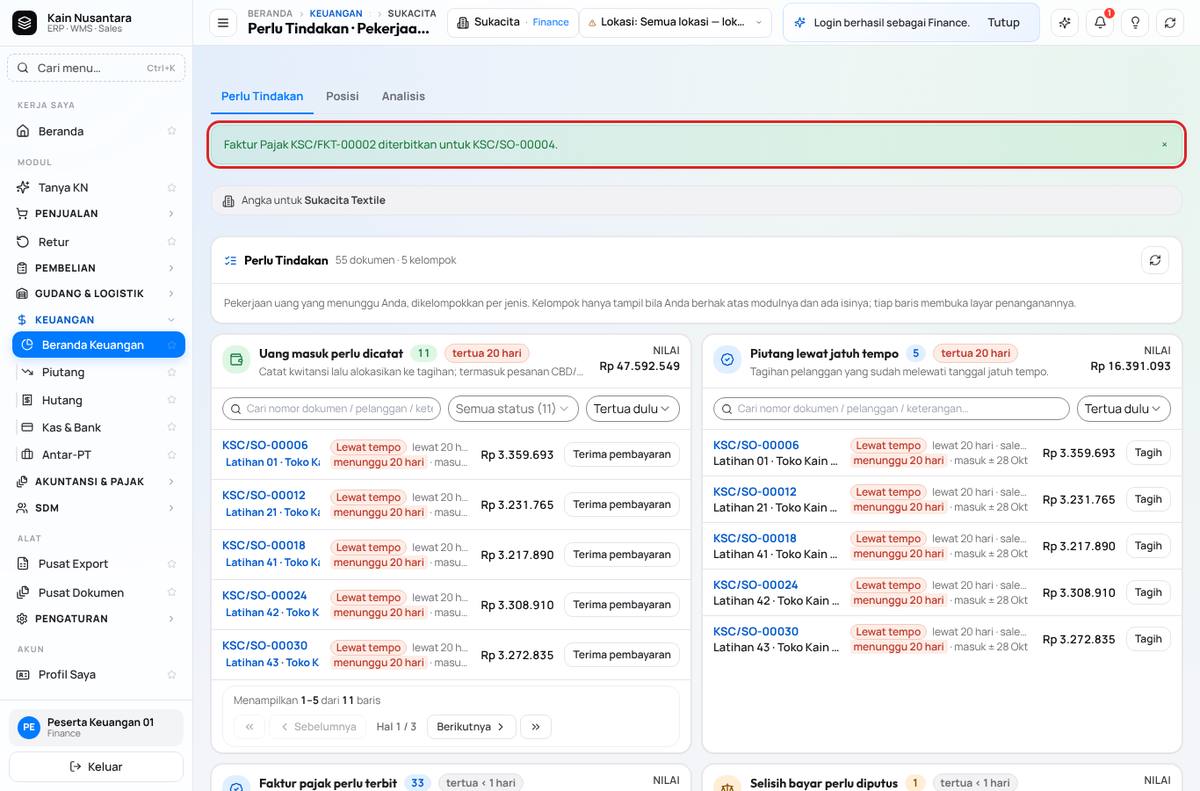 Kain Nusantara
ERP · WMS · Sales
Cari menu... Ctrl+K
KERJA SAYA
Beranda
MODUL
Tanya KN
PENJUALAN
Retur
PEMBELIAN
GUDANG & LOGISTIK
KEUANGAN
Beranda Keuangan
Piutang
Hutang
Kas & Bank
Antar-PT
AKUNTANSI & PAJAK
SDM
ALAT
Pusat Export
Pusat Dokumen
PENGATURAN
AKUN
Profil Saya
PE Peserta Keuangan 01
Finance
Keluar
BERANDA > KEUANGAN > SUKACITA
Perlu Tindakan · Pekerjaa...
Sukacita · Finance
Lokasi: Semua lokasi — lok...
Login berhasil sebagai Finance. Tutup
1
Perlu Tindakan Posisi Analisis
Faktur Pajak KSC/FKT-00002 diterbitkan untuk KSC/SO-00004. ×
Angka untuk Sukacita Textile
Perlu Tindakan 55 dokumen · 5 kelompok
Pekerjaan uang yang menunggu Anda, dikelompokkan per jenis. Kelompok hanya tampil bila Anda berhak atas modulnya dan ada isinya; tiap baris membuka layar penanganannya.
Uang masuk perlu dicatat 11 tertua 20 hari NILAI
Catat kwitansi lalu alokasikan ke tagihan; termasuk pesanan CBD/... Rp 47.592.549
Cari nomor dokumen / pelanggan / kete Semua status (11) Tertua dulu
KSC/SO-00006 Lewat tempo lewat 20 h...
Latihan 01 · Toko Ka menunggu 20 hari · masu... Rp 3.359.693 Terima pembayaran
KSC/SO-00012 Lewat tempo lewat 20 h...
Latihan 21 · Toko Ka menunggu 20 hari · masu... Rp 3.231.765 Terima pembayaran
KSC/SO-00018 Lewat tempo lewat 20 h...
Latihan 41 · Toko Ka menunggu 20 hari · masu... Rp 3.217.890 Terima pembayaran
KSC/SO-00024 Lewat tempo lewat 20 h...
Latihan 42 · Toko K menunggu 20 hari · masu... Rp 3.308.910 Terima pembayaran
KSC/SO-00030 Lewat tempo lewat 20 h...
Latihan 43 · Toko K menunggu 20 hari · masu... Rp 3.272.835 Terima pembayaran
Menampilkan 1–5 dari 11 baris
« < Sebelumnya Hal 1 / 3 Berikutnya > »
Piutang lewat jatuh tempo 5 tertua 20 hari NILAI
Tagihan pelanggan yang sudah melewati tanggal jatuh tempo. Rp 16.391.093
Cari nomor dokumen / pelanggan / keterangan... Tertua dulu
KSC/SO-00006 Lewat tempo lewat 20 hari · sale...
Latihan 01 · Toko Kain ... menunggu 20 hari · masuk ± 28 Okt Rp 3.359.693 Tagih
KSC/SO-00012 Lewat tempo lewat 20 hari · sale...
Latihan 21 · Toko Kain ... menunggu 20 hari · masuk ± 28 Okt Rp 3.231.765 Tagih
KSC/SO-00018 Lewat tempo lewat 20 hari · sale...
Latihan 41 · Toko Kain ... menunggu 20 hari · masuk ± 28 Okt Rp 3.217.890 Tagih
KSC/SO-00024 Lewat tempo lewat 20 hari · sale...
Latihan 42 · Toko Kain ... menunggu 20 hari · masuk ± 28 Okt Rp 3.308.910 Tagih
KSC/SO-00030 Lewat tempo lewat 20 hari · sale...
Latihan 43 · Toko Kain ... menunggu 20 hari · masuk ± 28 Okt Rp 3.272.835 Tagih
Faktur pajak perlu terbit 33 tertua < 1 hari NILAI
Selisih bayar perlu diputus 1 tertua < 1 hari NILAI